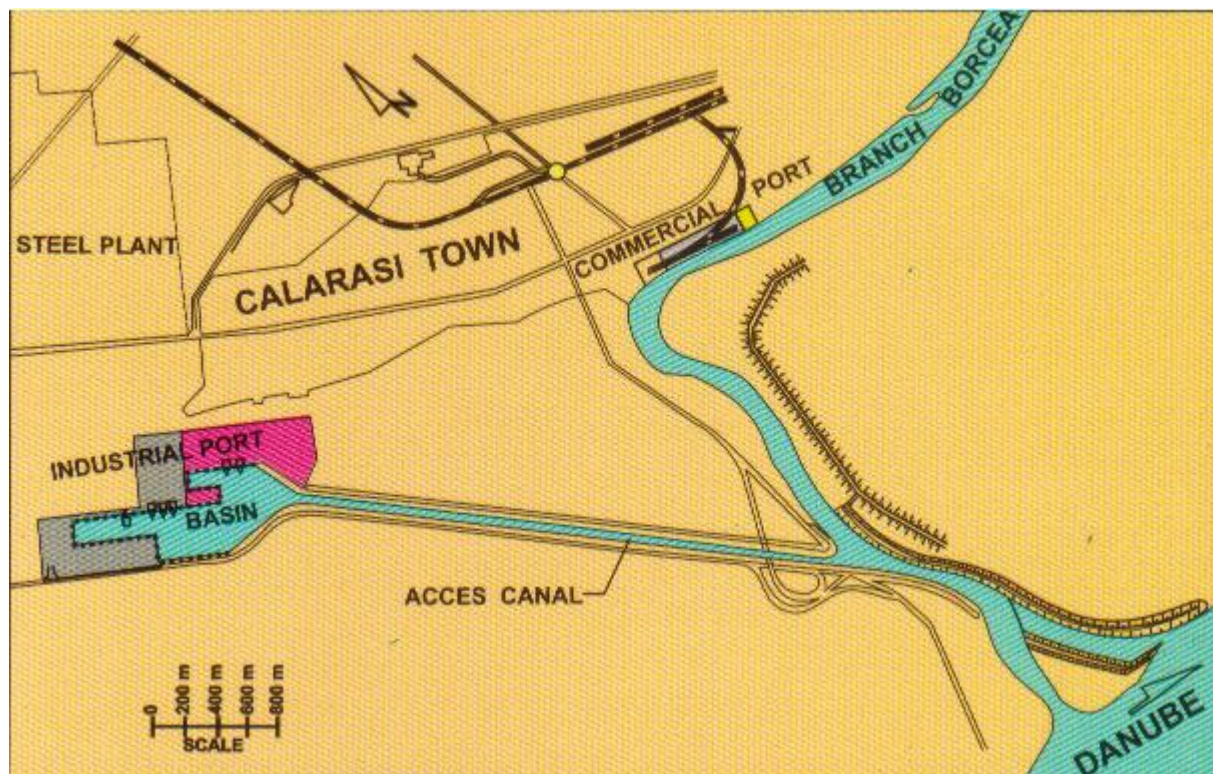 BRANCH BORCEA
N
COMMERCIAL PORT
STEEL PLANT
CALARASI TOWN
INDUSTRIAL PORT
BASIN
ACCES CANAL
0 200 m 400 m 600 m 800 m
SCALE
DANUBE